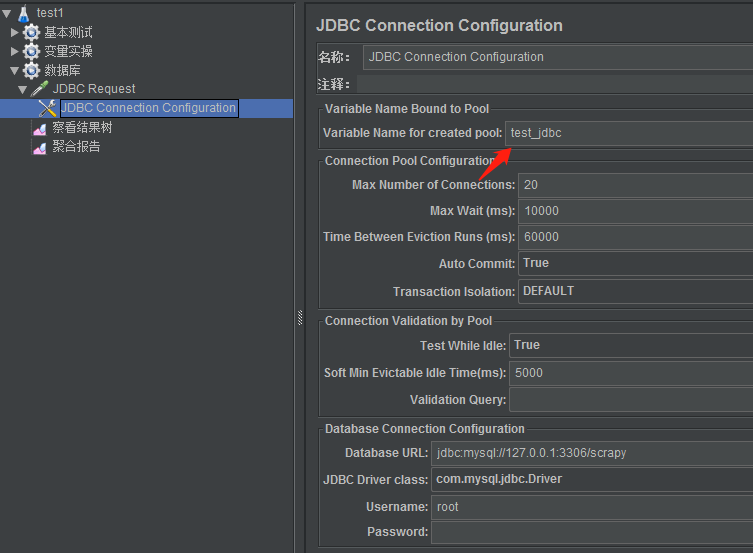 test1
基本测试
变量实操
数据库
JDBC Request
JDBC Connection Configuration
察看结果树
聚合报告
JDBC Connection Configuration
名称: JDBC Connection Configuration
注释:
Variable Name Bound to Pool
Variable Name for created pool: test_jdbc
Connection Pool Configuration
Max Number of Connections: 20
Max Wait (ms): 10000
Time Between Eviction Runs (ms): 60000
Auto Commit: True
Transaction Isolation: DEFAULT
Connection Validation by Pool
Test While Idle: True
Soft Min Evictable Idle Time(ms): 5000
Validation Query:
Database Connection Configuration
Database URL: jdbc:mysql://127.0.0.1:3306/scrapy
JDBC Driver class: com.mysql.jdbc.Driver
Username: root
Password: